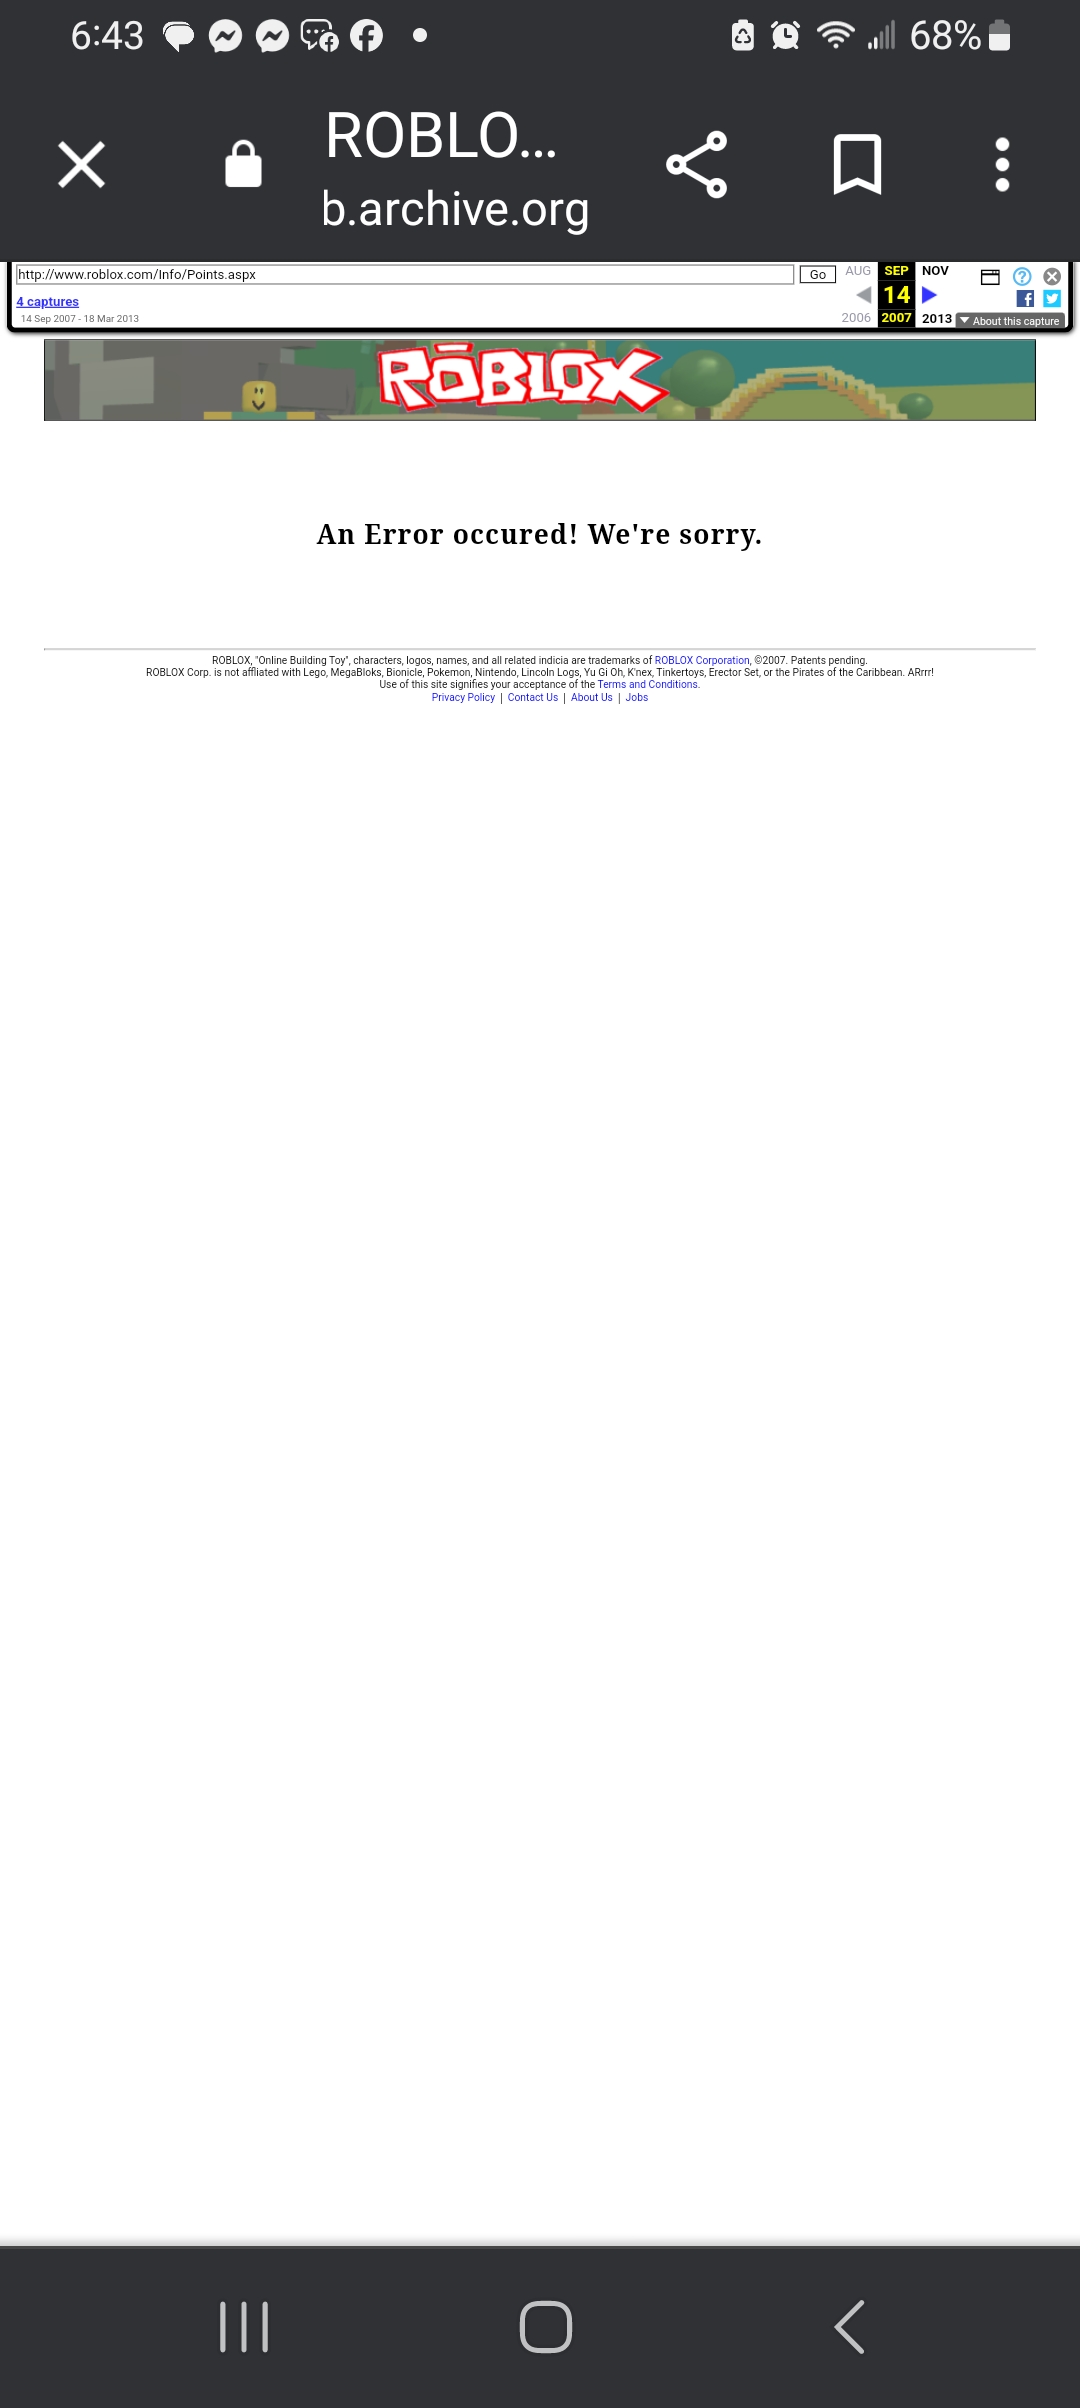 6:43
68%
ROBLO...
b.archive.org
http://www.roblox.com/Info/Points.aspx
Go
AUG
SEP
NOV
4 captures
14
14 Sep 2007 - 18 Mar 2013
2006
2007
2013
About this capture
ROBLOX
An Error occured! We're sorry.
ROBLOX, "Online Building Toy", characters, logos, names, and all related indicia are trademarks of ROBLOX Corporation, ©2007. Patents pending.
ROBLOX Corp. is not affliated with Lego, MegaBloks, Bionicle, Pokemon, Nintendo, Lincoln Logs, Yu Gi Oh, K'nex, Tinkertoys, Erector Set, or the Pirates of the Caribbean. ARrrr!
Use of this site signifies your acceptance of the Terms and Conditions.
Privacy Policy | Contact Us | About Us | Jobs